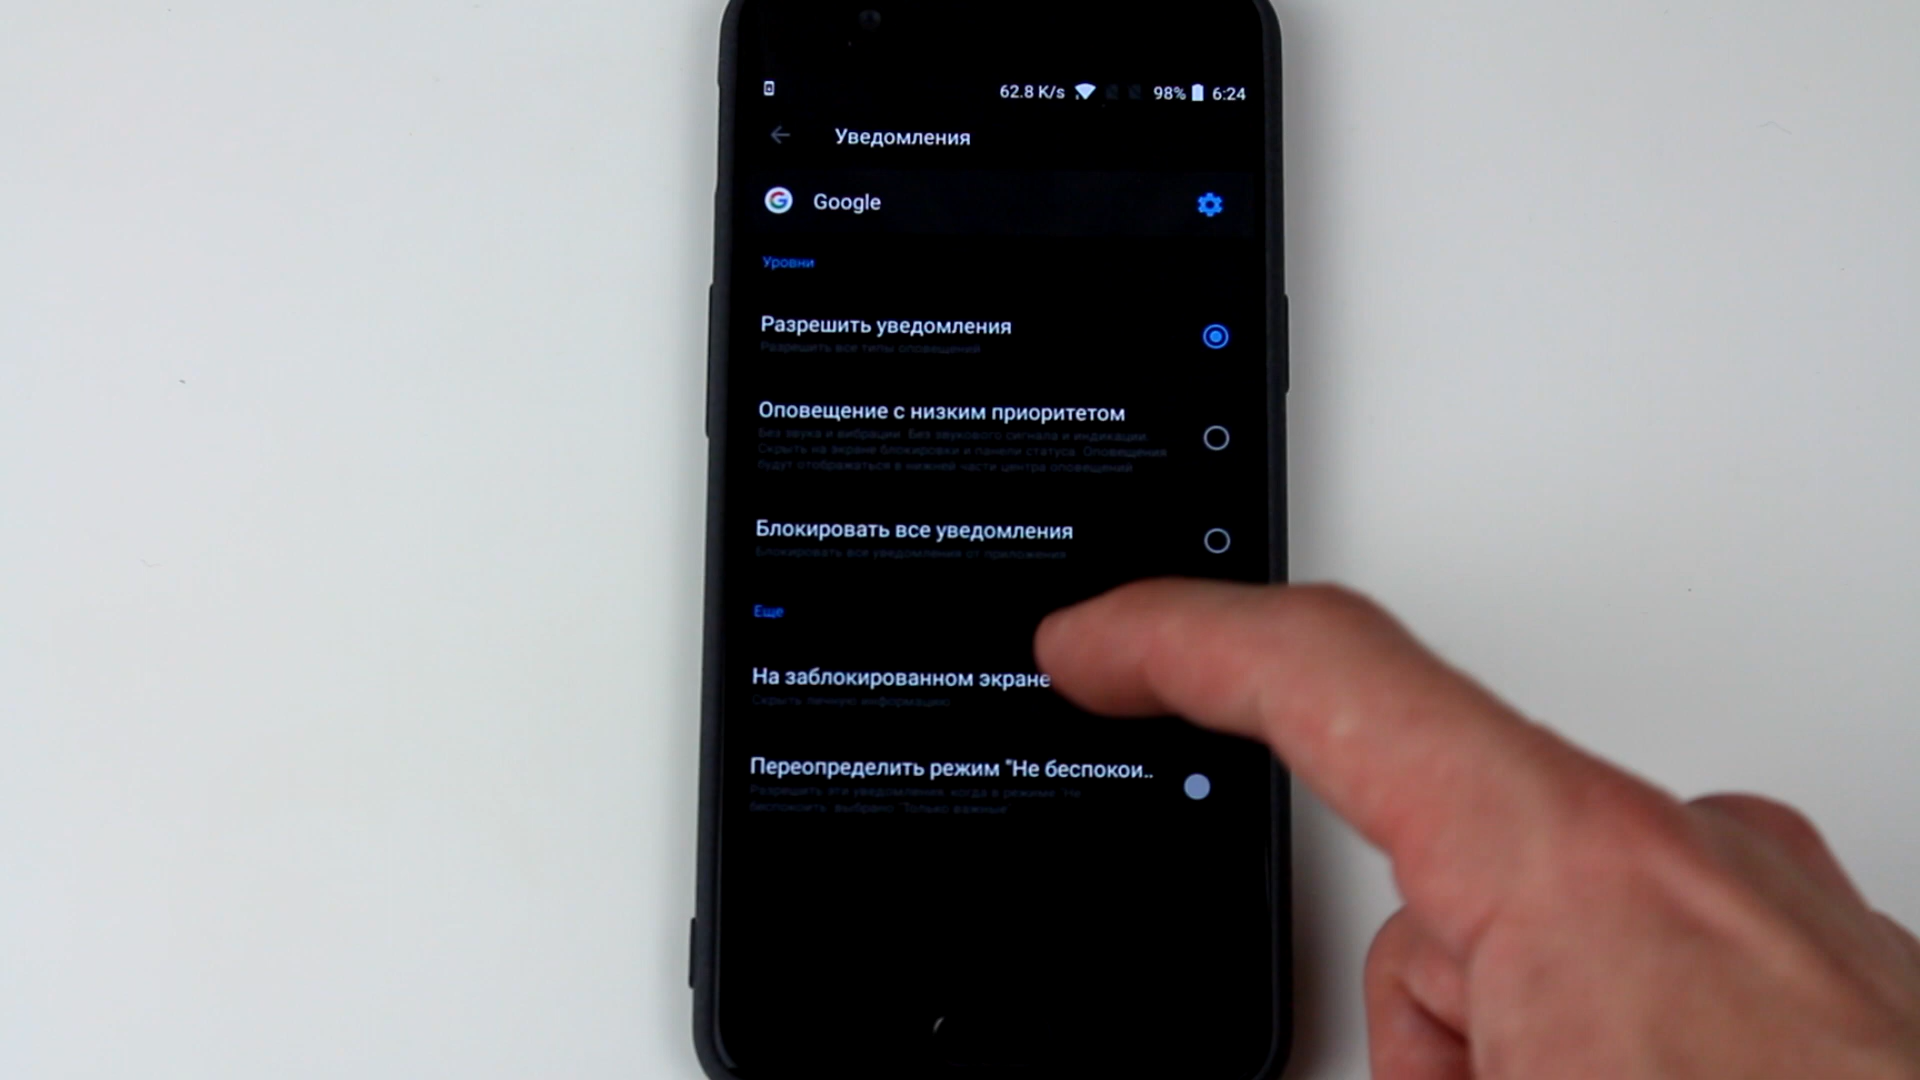 62.8 K/s 98% 6:24
Уведомления
Google
Уровни
Разрешить уведомления
Разрешить все типы оповещений
Оповещение с низким приоритетом
Без звука и вибрации. Без звукового сигнала и индикации.
Скрыть на экране блокировки и панели статуса. Оповещения
будут отображаться в нижней части центра оповещений
Блокировать все уведомления
Блокировать все уведомления от приложения
Еще
На заблокированном экране
Скрыть личную информацию
Переопределить режим "Не беспокои..
Разрешить эти уведомления, когда в режиме "Не
беспокоить" выбрано "Только важные"